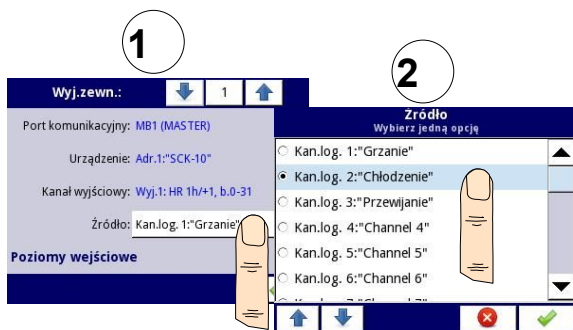 1
Wyj.zewn.: 1
Port komunikacyjny: MB1 (MASTER)
Urządzenie: Adr.1:"SCK-10"
Kanał wyjściowy: Wyj.1: HR 1h/+1, b.0-31
Źródło: Kan.log. 1:"Grzanie"
Poziomy wejściowe
2
Źródło
Wybierz jedną opcję
Kan.log. 1:"Grzanie"
Kan.log. 2:"Chłodzenie"
Kan.log. 3:"Przewijanie"
Kan.log. 4:"Channel 4"
Kan.log. 5:"Channel 5"
Kan.log. 6:"Channel 6"